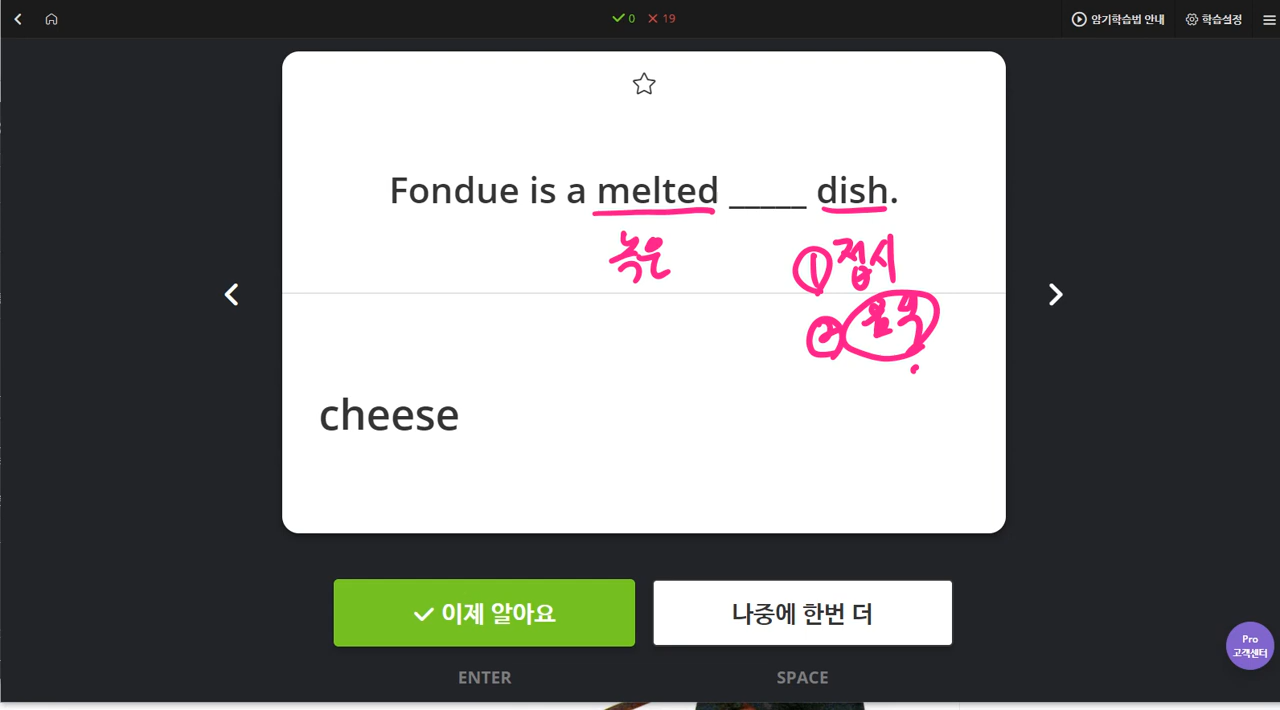 0 19 암기학습법 안내 학습설정
Fondue is a melted _____ dish.
녹은
① 접시
②
cheese
이제 알아요 나중에 한번 더
ENTER SPACE
Pro
고객센터